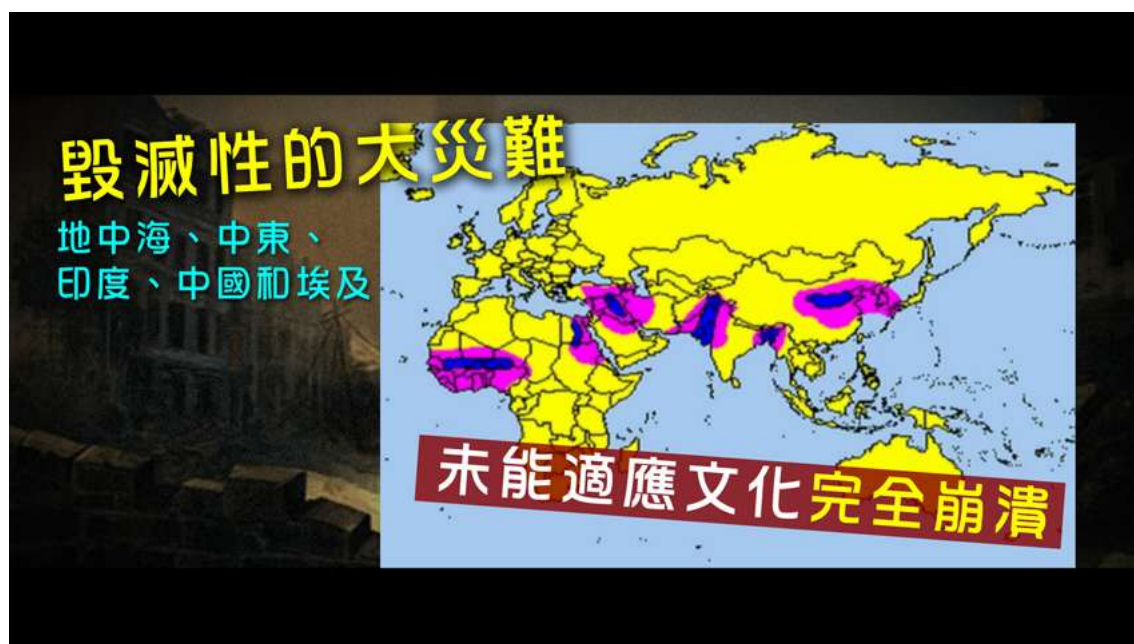 毀滅性的大災難
地中海、中東、
印度、中國和埃及
未能適應文化完全崩潰